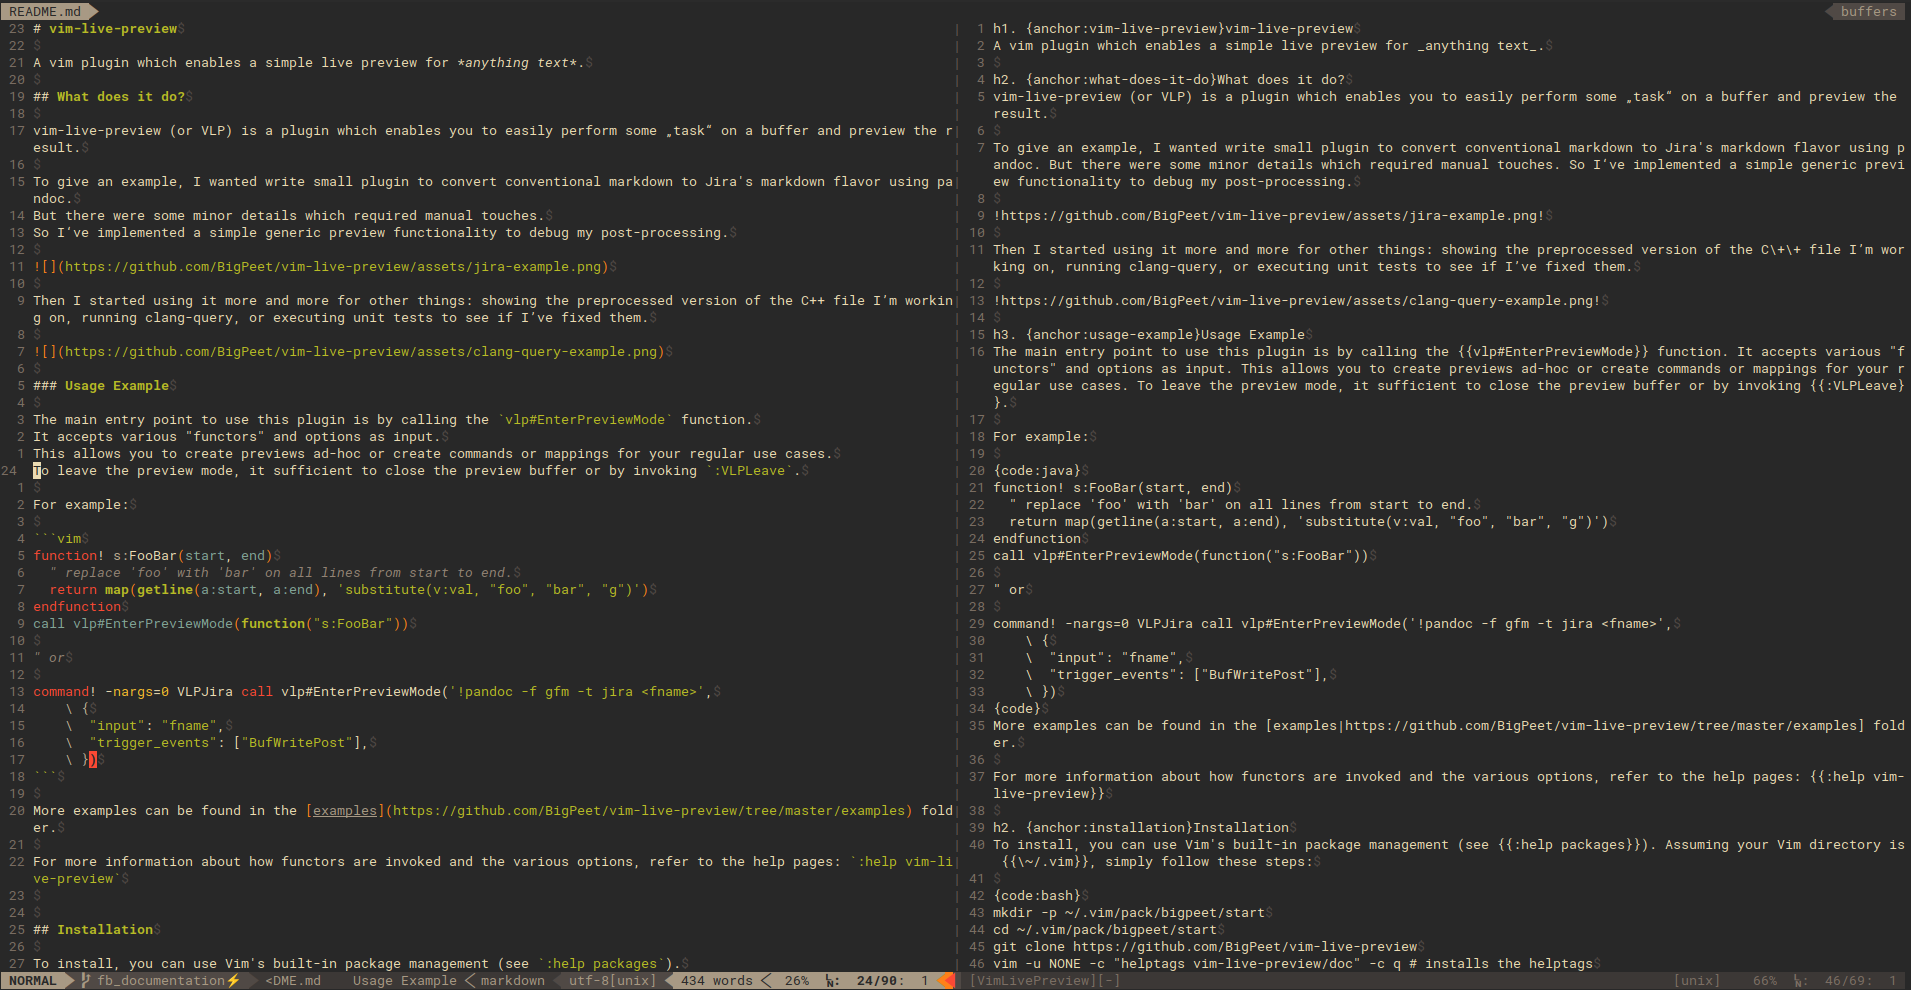 README.md
buffers
23 # vim-live-preview$
22 $
21 A vim plugin which enables a simple live preview for *anything text*.$
20 $
19 ## What does it do?$
18 $
17 vim-live-preview (or VLP) is a plugin which enables you to easily perform some „task“ on a buffer and preview the r
esult.$
16 $
15 To give an example, I wanted write small plugin to convert conventional markdown to Jira's markdown flavor using pa
ndoc.$
14 But there were some minor details which required manual touches.$
13 So I’ve implemented a simple generic preview functionality to debug my post-processing.$
12 $
11 ![](https://github.com/BigPeet/vim-live-preview/assets/jira-example.png)$
10 $
9 Then I started using it more and more for other things: showing the preprocessed version of the C++ file I’m workin
g on, running clang-query, or executing unit tests to see if I’ve fixed them.$
8 $
7 ![](https://github.com/BigPeet/vim-live-preview/assets/clang-query-example.png)$
6 $
5 ### Usage Example$
4 $
3 The main entry point to use this plugin is by calling the `vlp#EnterPreviewMode` function.$
2 It accepts various "functors" and options as input.$
1 This allows you to create previews ad-hoc or create commands or mappings for your regular use cases.$
24 To leave the preview mode, it sufficient to close the preview buffer or by invoking `:VLPLeave`.$
1 $
2 For example:$
3 $
4 ```vim$
5 function! s:FooBar(start, end)$
6   " replace 'foo' with 'bar' on all lines from start to end.$
7   return map(getline(a:start, a:end), 'substitute(v:val, "foo", "bar", "g")')$
8 endfunction$
9 call vlp#EnterPreviewMode(function("s:FooBar"))$
10 $
11 " or$
12 $
13 command! -nargs=0 VLPJira call vlp#EnterPreviewMode('!pandoc -f gfm -t jira <fname>',$
14     \ {$
15     \  "input": "fname",$
16     \  "trigger_events": ["BufWritePost"],$
17     \ })$
18 ```$
19 $
20 More examples can be found in the [examples](https://github.com/BigPeet/vim-live-preview/tree/master/examples) fold
er.$
21 $
22 For more information about how functors are invoked and the various options, refer to the help pages: `:help vim-li
ve-preview`$
23 $
24 $
25 ## Installation$
26 $
27 To install, you can use Vim's built-in package management (see `:help packages`).$
NORMAL fb_documentation⚡ <DME.md Usage Example < markdown utf-8[unix] 434 words < 26% ㏑: 24/90: 1
1 h1. {anchor:vim-live-preview}vim-live-preview$
2 A vim plugin which enables a simple live preview for _anything text_.$
3 $
4 h2. {anchor:what-does-it-do}What does it do?$
5 vim-live-preview (or VLP) is a plugin which enables you to easily perform some „task“ on a buffer and preview the
result.$
6 $
7 To give an example, I wanted write small plugin to convert conventional markdown to Jira's markdown flavor using p
andoc. But there were some minor details which required manual touches. So I’ve implemented a simple generic previ
ew functionality to debug my post-processing.$
8 $
9 !https://github.com/BigPeet/vim-live-preview/assets/jira-example.png!$
10 $
11 Then I started using it more and more for other things: showing the preprocessed version of the C\+\+ file I’m wor
king on, running clang-query, or executing unit tests to see if I’ve fixed them.$
12 $
13 !https://github.com/BigPeet/vim-live-preview/assets/clang-query-example.png!$
14 $
15 h3. {anchor:usage-example}Usage Example$
16 The main entry point to use this plugin is by calling the {{vlp#EnterPreviewMode}} function. It accepts various "f
unctors" and options as input. This allows you to create previews ad-hoc or create commands or mappings for your r
egular use cases. To leave the preview mode, it sufficient to close the preview buffer or by invoking {{:VLPLeave}
}.$
17 $
18 For example:$
19 $
20 {code:java}$
21 function! s:FooBar(start, end)$
22   " replace 'foo' with 'bar' on all lines from start to end.$
23   return map(getline(a:start, a:end), 'substitute(v:val, "foo", "bar", "g")')$
24 endfunction$
25 call vlp#EnterPreviewMode(function("s:FooBar"))$
26 $
27 " or$
28 $
29 command! -nargs=0 VLPJira call vlp#EnterPreviewMode('!pandoc -f gfm -t jira <fname>',$
30     \ {$
31     \  "input": "fname",$
32     \  "trigger_events": ["BufWritePost"],$
33     \ })$
34 {code}$
35 More examples can be found in the [examples|https://github.com/BigPeet/vim-live-preview/tree/master/examples] fold
er.$
36 $
37 For more information about how functors are invoked and the various options, refer to the help pages: {{:help vim-
live-preview}}$
38 $
39 h2. {anchor:installation}Installation$
40 To install, you can use Vim's built-in package management (see {{:help packages}}). Assuming your Vim directory is
{{\~/.vim}}, simply follow these steps:$
41 $
42 {code:bash}$
43 mkdir -p ~/.vim/pack/bigpeet/start$
44 cd ~/.vim/pack/bigpeet/start$
45 git clone https://github.com/BigPeet/vim-live-preview$
46 vim -u NONE -c "helptags vim-live-preview/doc" -c q # installs the helptags$
[VimLivePreview][-] [unix] 66% ㏑: 46/69: 1